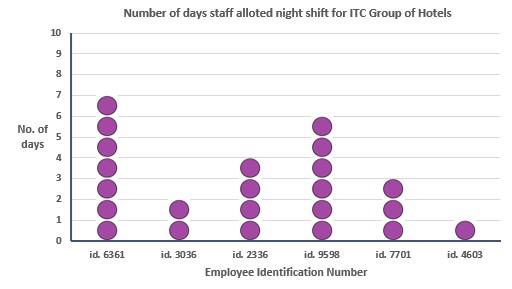 Number of days staff alloted night shift for ITC Group of Hotels
10
9
8
7
6
5
4
3
2
1
0
No. of
days
id. 6361 id. 3036 id. 2336 id. 9598 id. 7701 id. 4603
Employee Identification Number